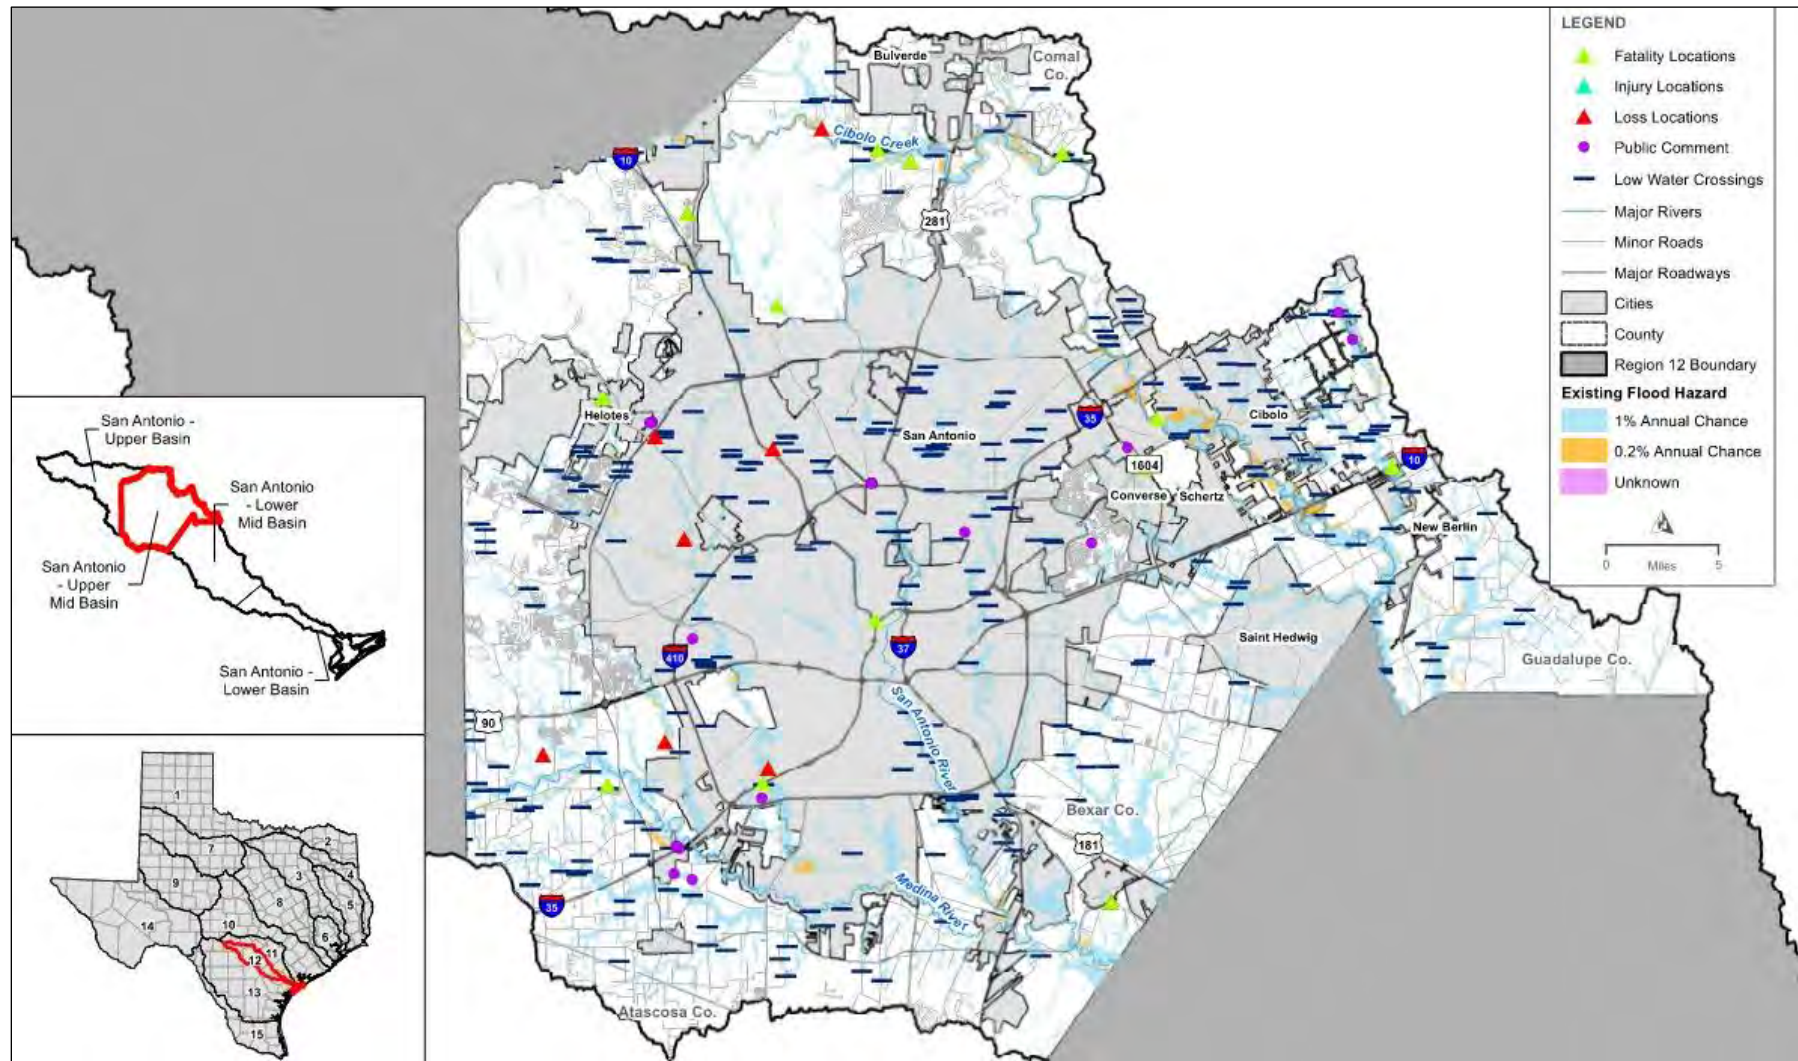 LEGEND
Fatality Locations
Injury Locations
Loss Locations
Public Comment
Low Water Crossings
Major Rivers
Minor Roads
Major Roadways
Cities
County
Region 12 Boundary
Existing Flood Hazard
1% Annual Chance
0.2% Annual Chance
Unknown
0 Miles 5
Bulverde
Comal
Co.
Cibolo Creek
10
281
Helotes
San Antonio
35
Cibolo
1604
10
Converse
Schertz
New Berlin
Saint Hedwig
Guadalupe Co.
410
37
90
San Antonio River
Bexar Co.
181
Medina River
35
Atascosa Co.
San Antonio -
Upper Basin
San Antonio
- Lower
Mid Basin
San Antonio
- Upper
Mid Basin
San Antonio -
Lower Basin
1
2
7
3
4
9
8
5
14
10
6
11
12
13
15